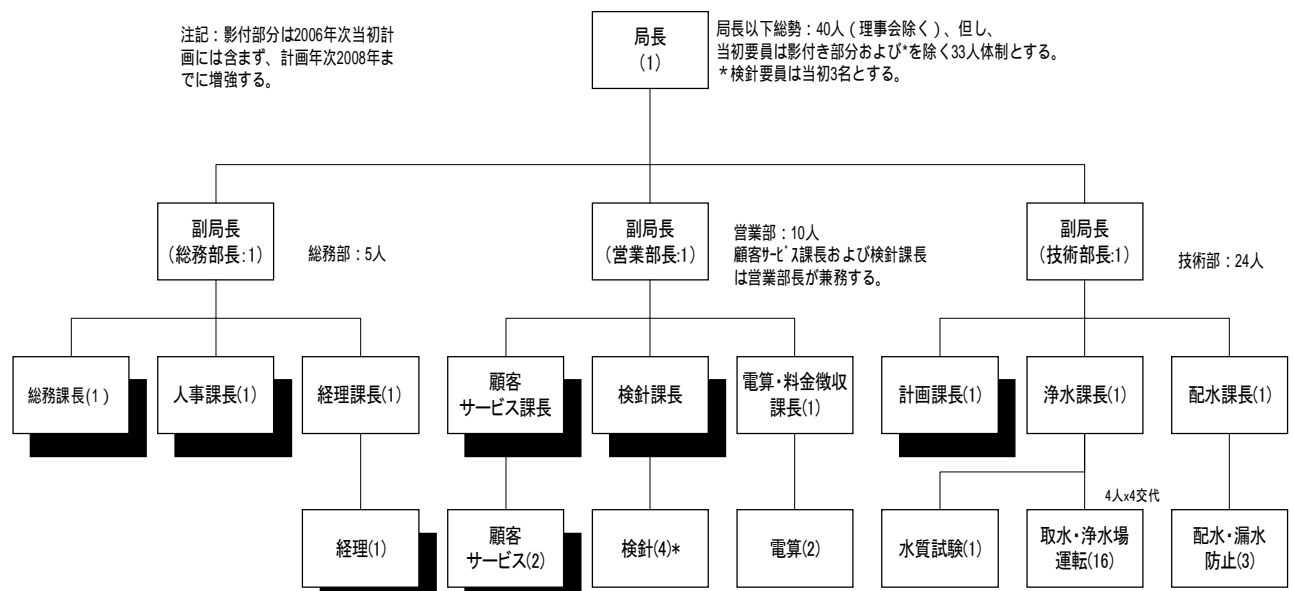 注記：影付部分は2006年次当初計
画には含まず、計画年次2008年ま
でに増強する。
局長
(1)
局長以下総勢：40人（理事会除く）、但し、
当初要員は影付き部分および*を除く33人体制とする。
＊検針要員は当初3名とする。
副局長
(総務部長:1)
総務部：5人
副局長
(営業部長:1)
営業部：10人
顧客ｻｰﾋﾞｽ課長および検針課長
は営業部長が兼務する。
副局長
(技術部長:1)
技術部：24人
総務課長(1)
人事課長(1)
経理課長(1)
顧客
サービス課長
検針課長
電算・料金徴収
課長(1)
計画課長(1)
浄水課長(1)
配水課長(1)
4人x4交代
経理(1)
顧客
サービス(2)
検針(4)*
電算(2)
水質試験(1)
取水・浄水場
運転(16)
配水・漏水
防止(3)